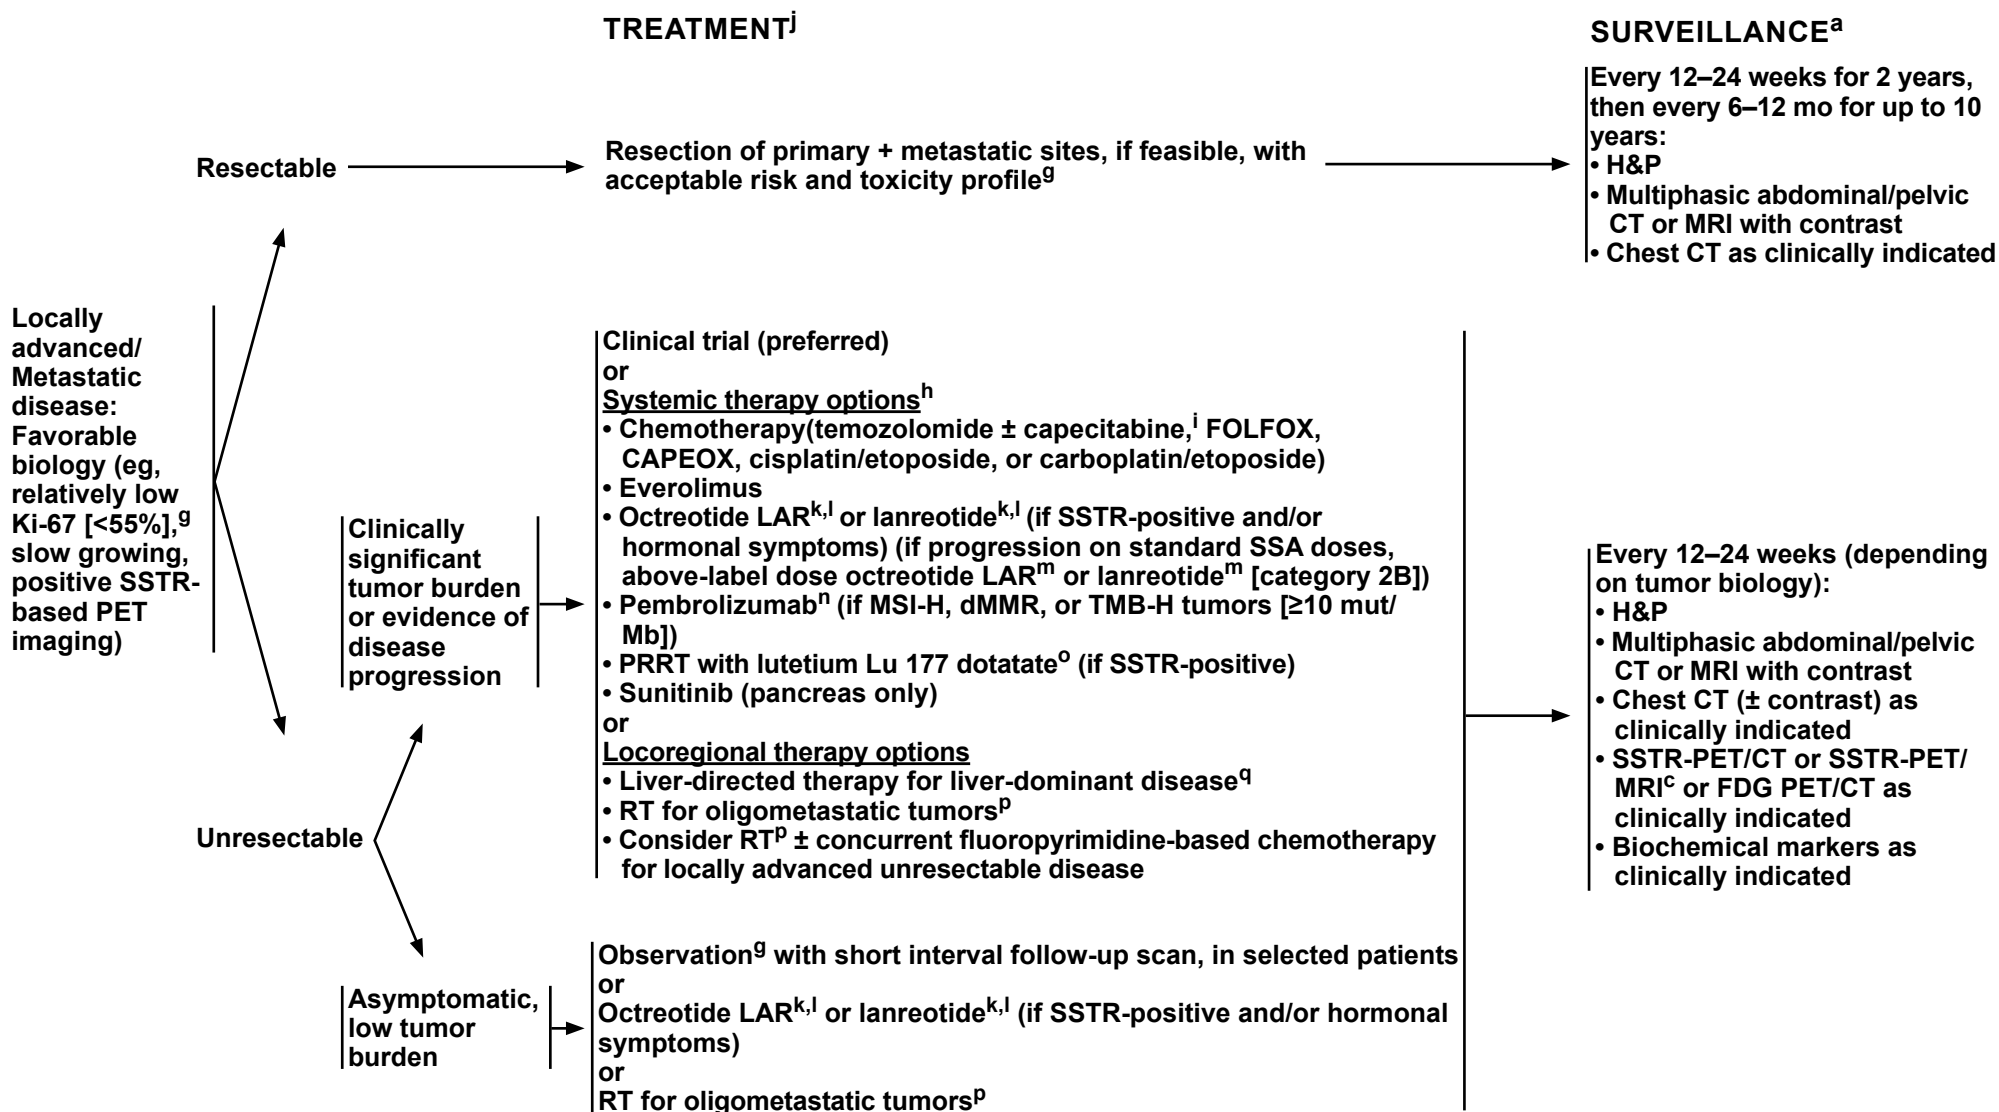 TREATMENTj
SURVEILLANCEa
Resectable
Resection of primary + metastatic sites, if feasible, with
acceptable risk and toxicity profileg
Every 12–24 weeks for 2 years,
then every 6–12 mo for up to 10
years:
• H&P
• Multiphasic abdominal/pelvic
CT or MRI with contrast
• Chest CT as clinically indicated
Locally
advanced/
Metastatic
disease:
Favorable
biology (eg,
relatively low
Ki-67 [<55%],g
slow growing,
positive SSTR-
based PET
imaging)
Clinically
significant
tumor burden
or evidence of
disease
progression
Clinical trial (preferred)
or
Systemic therapy optionsh
• Chemotherapy(temozolomide ± capecitabine,i FOLFOX,
CAPEOX, cisplatin/etoposide, or carboplatin/etoposide)
• Everolimus
• Octreotide LARk,l or lanreotidek,l (if SSTR-positive and/or
hormonal symptoms) (if progression on standard SSA doses,
above-label dose octreotide LARm or lanreotidem [category 2B])
• Pembrolizumabn (if MSI-H, dMMR, or TMB-H tumors [≥10 mut/
Mb])
• PRRT with lutetium Lu 177 dotatateo (if SSTR-positive)
• Sunitinib (pancreas only)
or
Locoregional therapy options
• Liver-directed therapy for liver-dominant diseaseq
• RT for oligometastatic tumorsp
• Consider RTp ± concurrent fluoropyrimidine-based chemotherapy
for locally advanced unresectable disease
Every 12–24 weeks (depending
on tumor biology):
• H&P
• Multiphasic abdominal/pelvic
CT or MRI with contrast
• Chest CT (± contrast) as
clinically indicated
• SSTR-PET/CT or SSTR-PET/
MRIc or FDG PET/CT as
clinically indicated
• Biochemical markers as
clinically indicated
Unresectable
Asymptomatic,
low tumor
burden
Observationg with short interval follow-up scan, in selected patients
or
Octreotide LARk,l or lanreotidek,l (if SSTR-positive and/or hormonal
symptoms)
or
RT for oligometastatic tumorsp